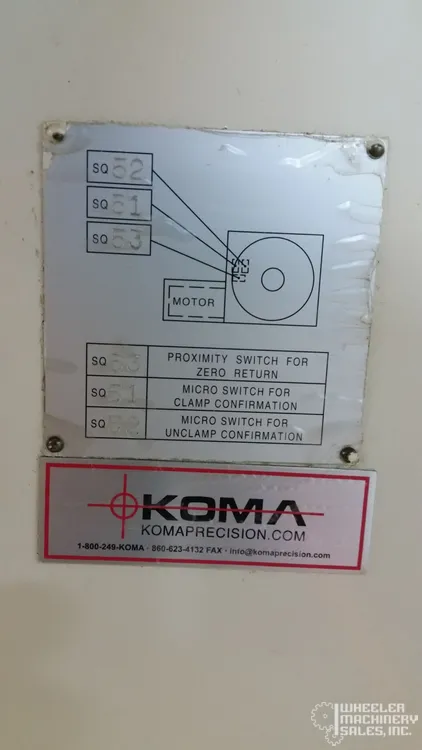 SQ 52
SQ 51
SQ 53
MOTOR
SQ 53 PROXIMITY SWITCH FOR
ZERO RETURN
SQ 51 MICRO SWITCH FOR
CLAMP CONFIRMATION
SQ 52 MICRO SWITCH FOR
UNCLAMP CONFIRMATION
KOMA
KOMAPRECISION.COM
1-800-249-KOMA · 860-623-4132 FAX · info@komaprecision.com
WHEELER
MACHINERY
SALES, INC.